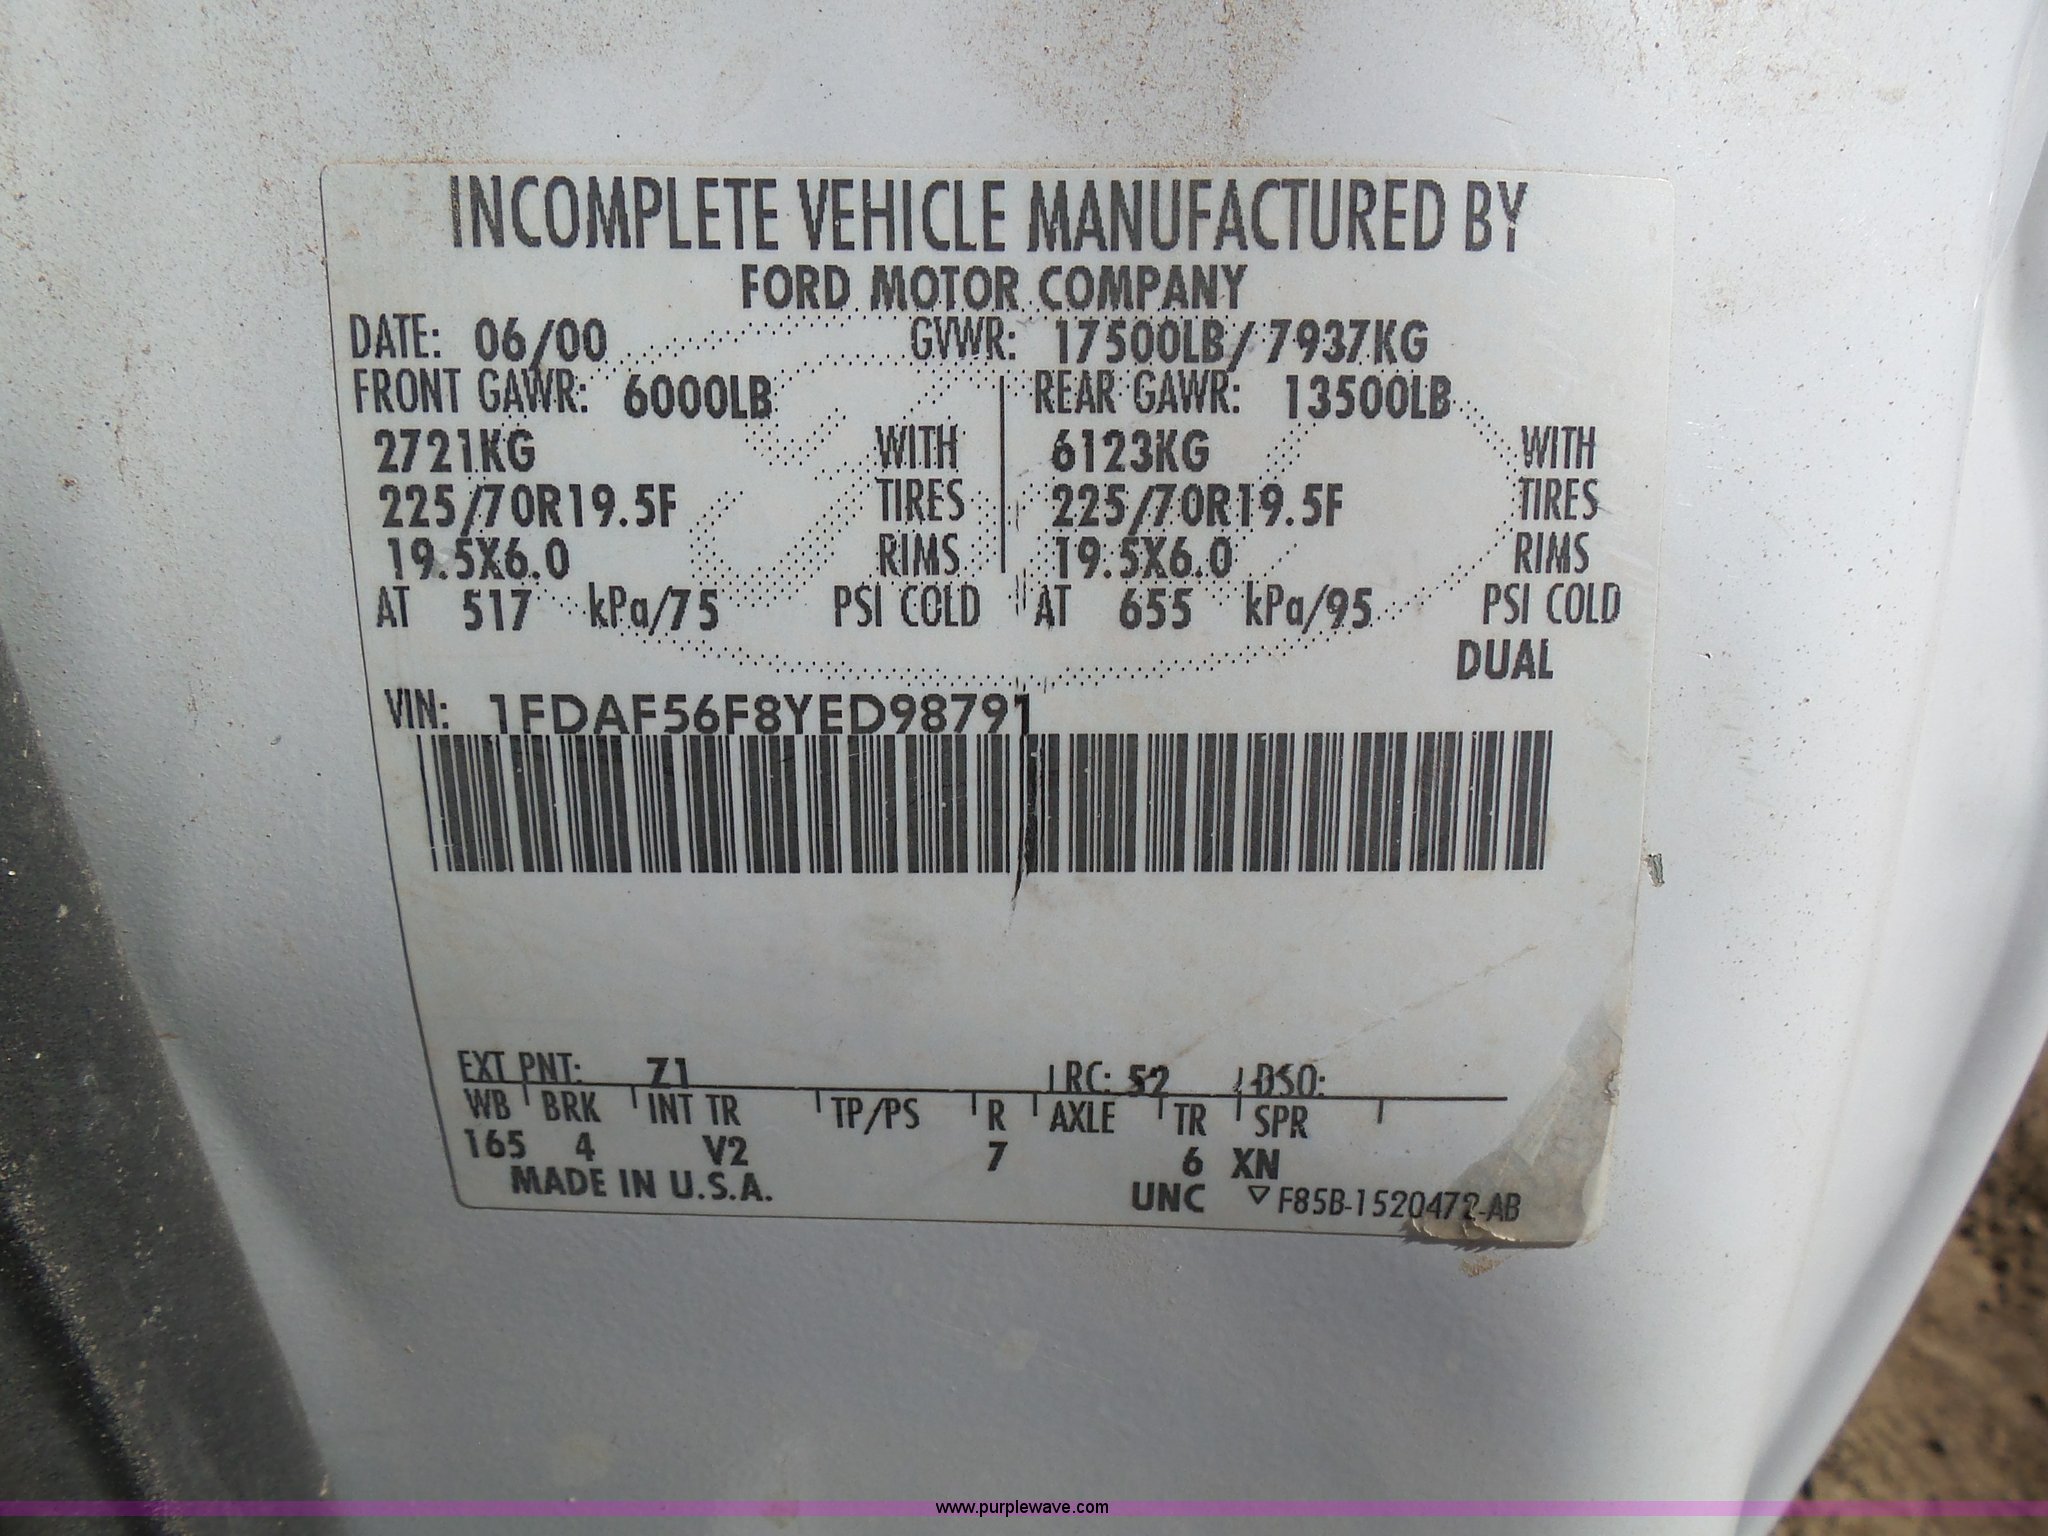 INCOMPLETE VEHICLE MANUFACTURED BY
FORD MOTOR COMPANY
DATE: 06/00 GVWR: 17500LB/ 7937KG
FRONT GAWR: 6000LB REAR GAWR: 13500LB
2721KG WITH 6123KG WITH
225/70R19.5F TIRES 225/70R19.5F TIRES
19.5X6.0 RIMS 19.5X6.0 RIMS
AT 517 kPa/75 PSI COLD AT 655 kPa/95 PSI COLD
DUAL
VIN: 1FDAF56F8YED98791
EXT PNT: Z1 RC: 52 DSO:
WB BRK INT TR TP/PS R AXLE TR SPR
165 4 V2 7 6 XN
MADE IN U.S.A. UNC ▽ F85B-1520472-AB
www.purplewave.com